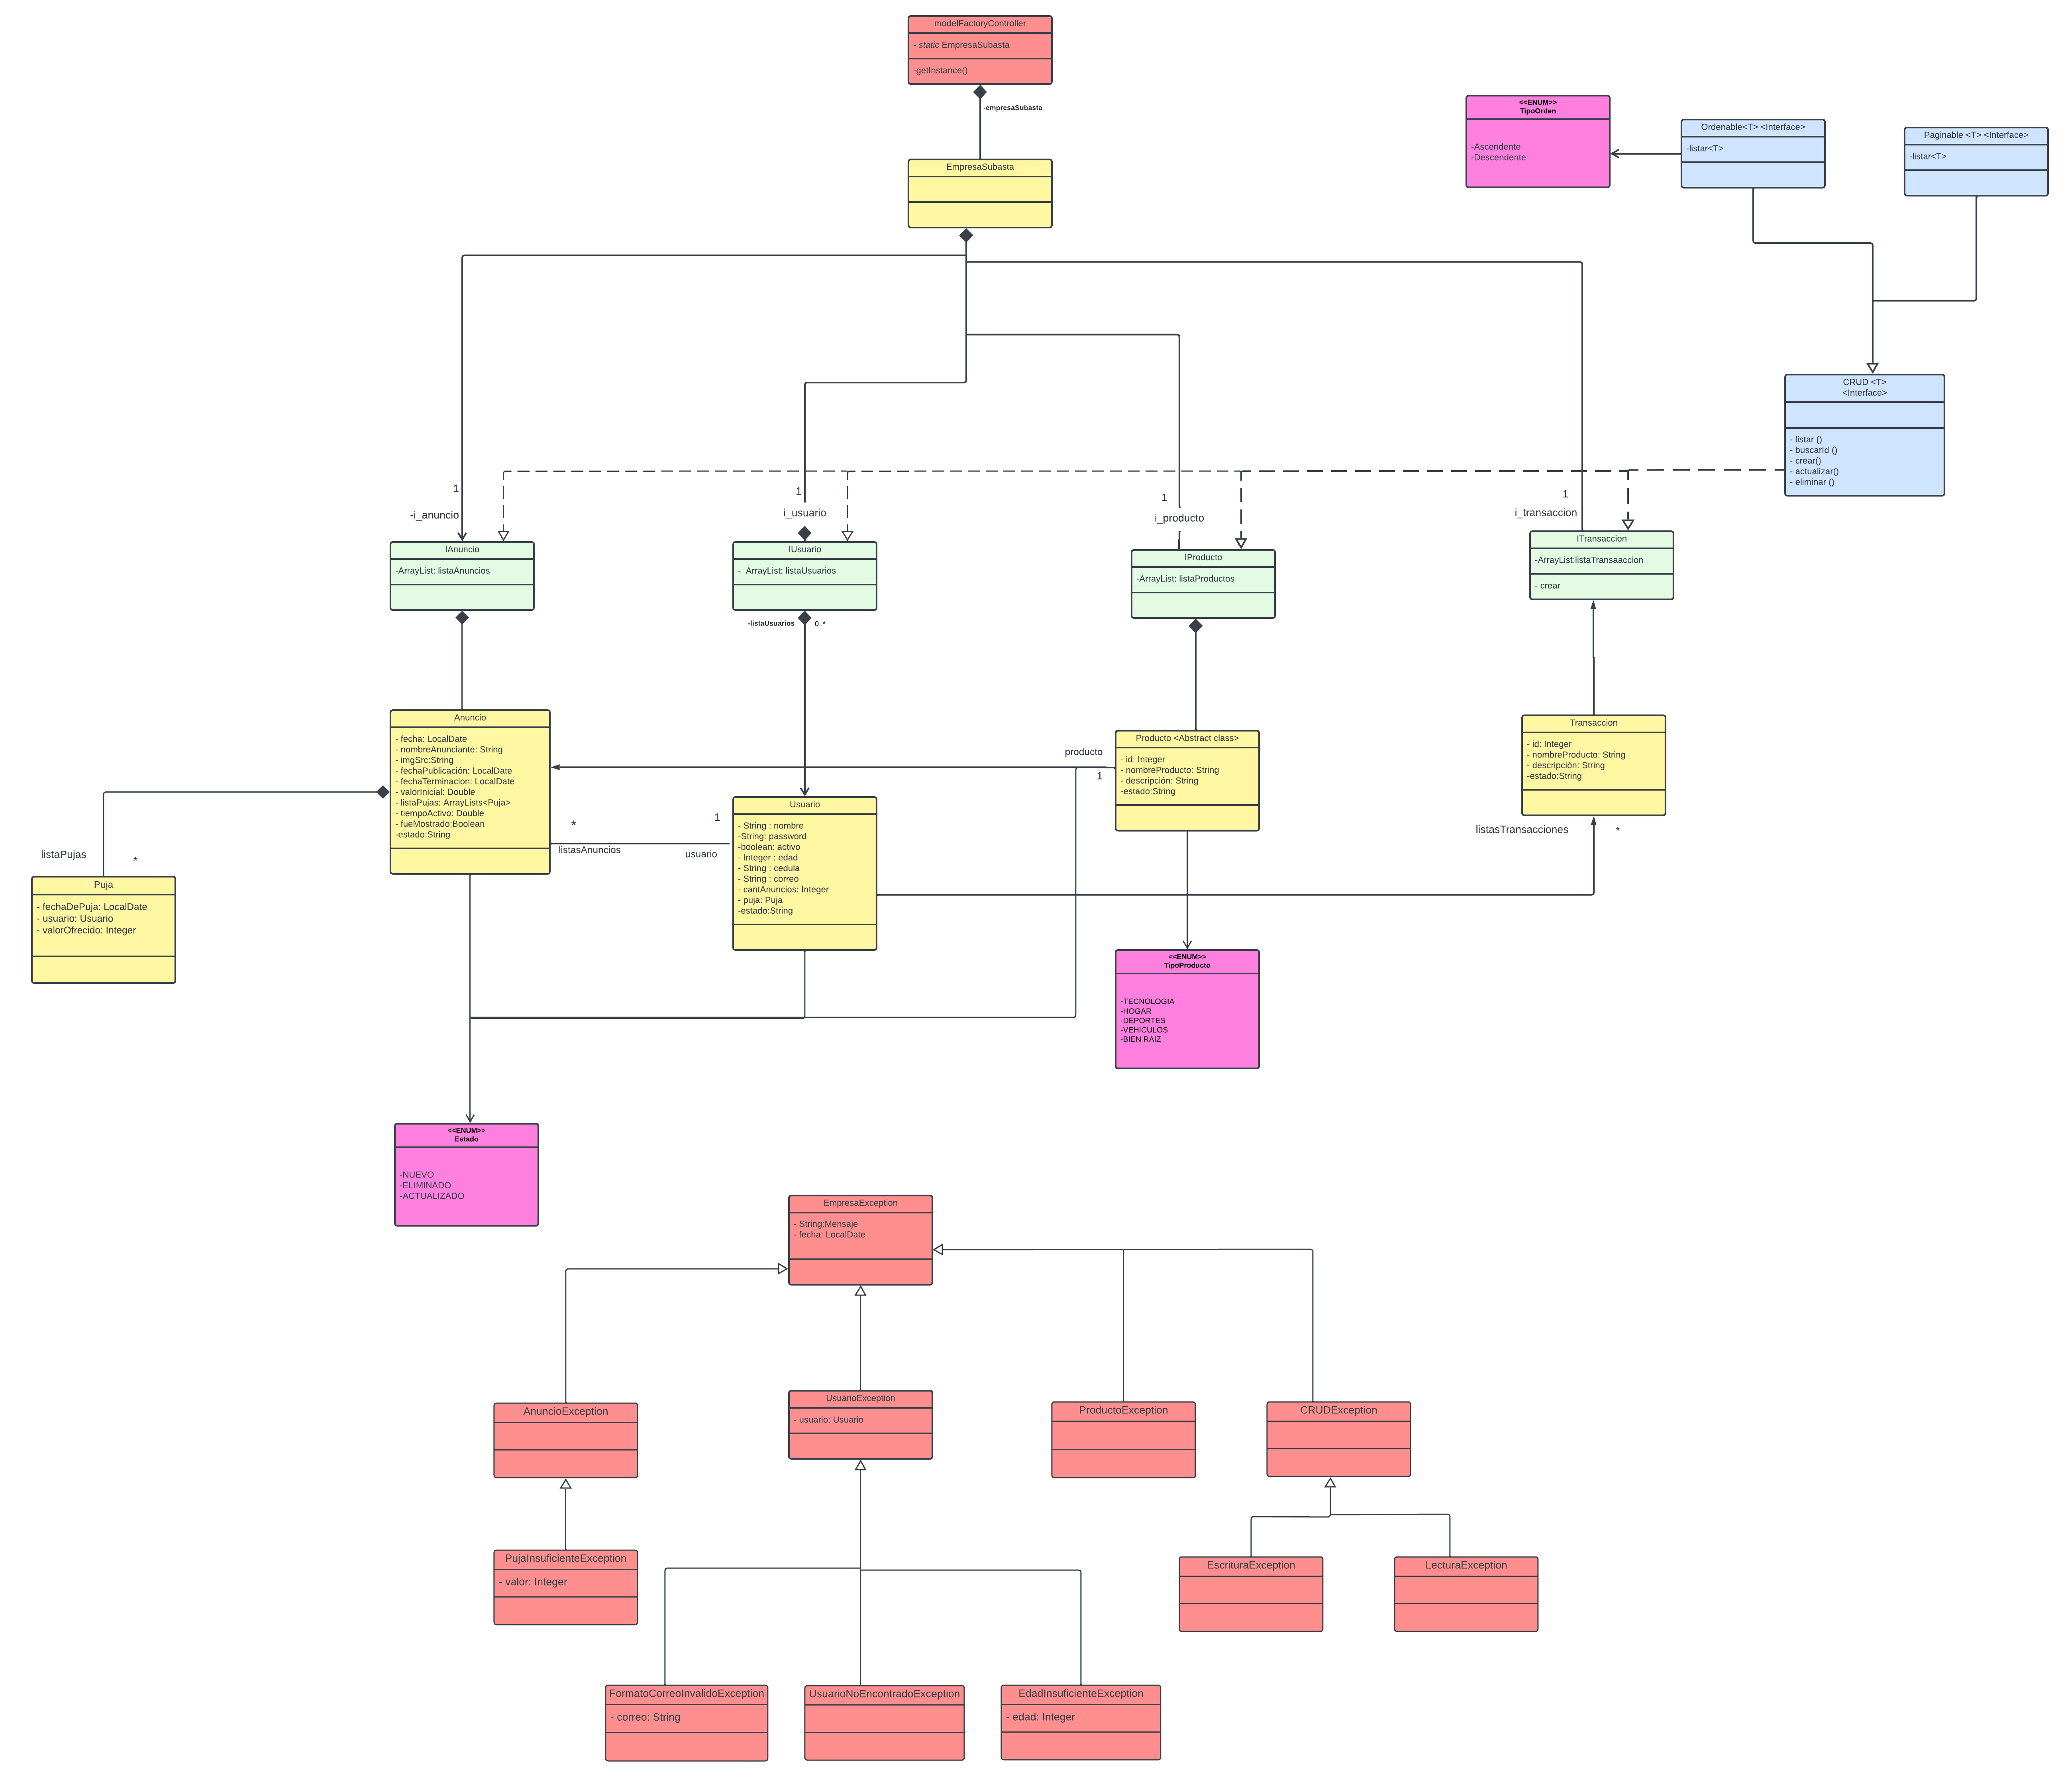 modelFactoryController
- static EmpresaSubasta
-getInstance()
-empresaSubasta
<<ENUM>>
TipoOrden
-Ascendente
-Descendente
Ordenable<T> <Interface>
-listar<T>
Paginable <T> <Interface>
-listar<T>
EmpresaSubasta
CRUD <T>
<Interface>
- listar ()
- buscarId ()
- crear()
- actualizar()
- eliminar ()
1
-i_anuncio
1
i_usuario
1
i_producto
1
i_transaccion
IAnuncio
-ArrayList: listaAnuncios
IUsuario
- ArrayList: listaUsuarios
IProducto
-ArrayList: listaProductos
ITransaccion
-ArrayList:listaTransaaccion
- crear
-listaUsuarios
0..*
Anuncio
- fecha: LocalDate
- nombreAnunciante: String
- imgSrc:String
- fechaPublicación: LocalDate
- fechaTerminacion: LocalDate
- valorInicial: Double
- listaPujas: ArrayLists<Puja>
- tiempoActivo: Double
- fueMostrado:Boolean
-estado:String
producto
1
Producto <Abstract class>
- id: Integer
- nombreProducto: String
- descripción: String
-estado:String
Transaccion
- id: Integer
- nombreProducto: String
- descripción: String
-estado:String
Usuario
- String : nombre
-String: password
-boolean: activo
- Integer : edad
- String : cedula
- String : correo
- cantAnuncios: Integer
- puja: Puja
-estado:String
*
listasAnuncios
1
usuario
listasTransacciones
*
listaPujas
*
Puja
- fechaDePuja: LocalDate
- usuario: Usuario
- valorOfrecido: Integer
<<ENUM>>
TipoProducto
-TECNOLOGIA
-HOGAR
-DEPORTES
-VEHICULOS
-BIEN RAIZ
<<ENUM>>
Estado
-NUEVO
-ELIMINADO
-ACTUALIZADO
EmpresaException
- String:Mensaje
- fecha: LocalDate
AnuncioException
UsuarioException
- usuario: Usuario
ProductoException
CRUDException
PujaInsuficienteException
- valor: Integer
EscrituraException
LecturaException
FormatoCorreoInvalidoException
- correo: String
UsuarioNoEncontradoException
EdadInsuficienteException
- edad: Integer